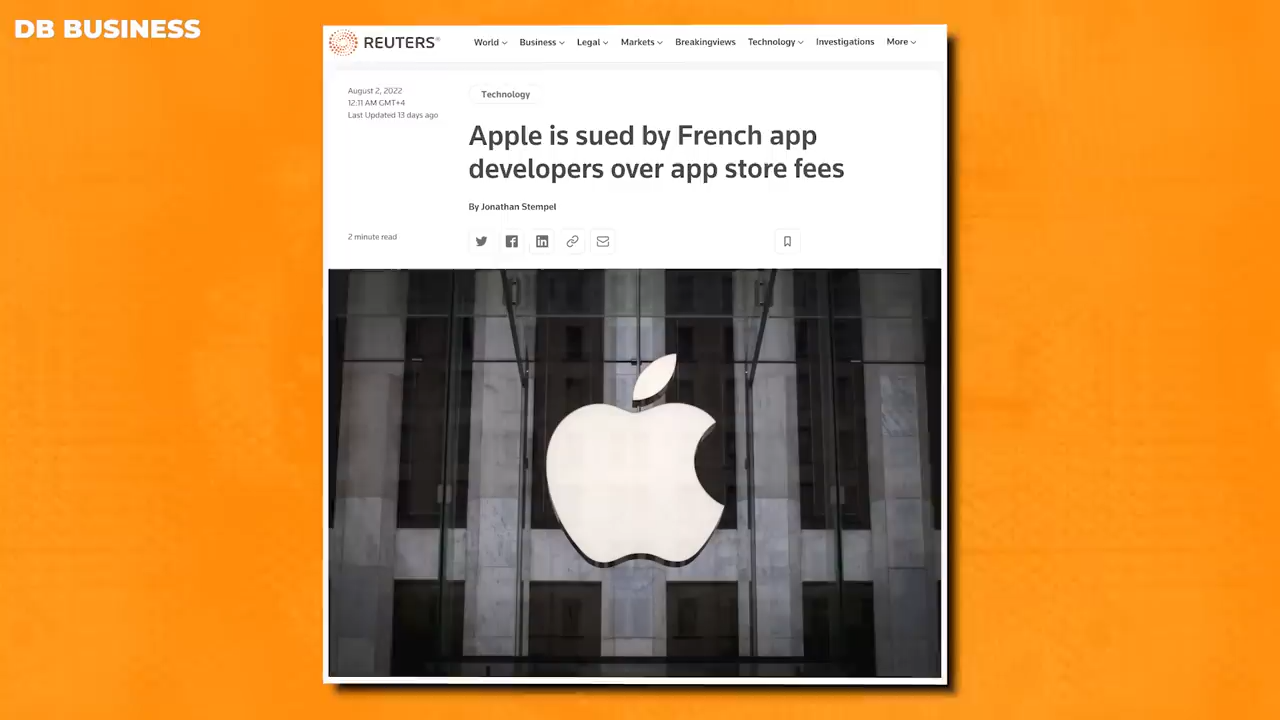 DB BUSINESS
REUTERS®
World Business Legal Markets Breakingviews Technology Investigations More
August 2, 2022
12:11 AM GMT+4
Last Updated 13 days ago
Technology
Apple is sued by French app
developers over app store fees
By Jonathan Stempel
2 minute read